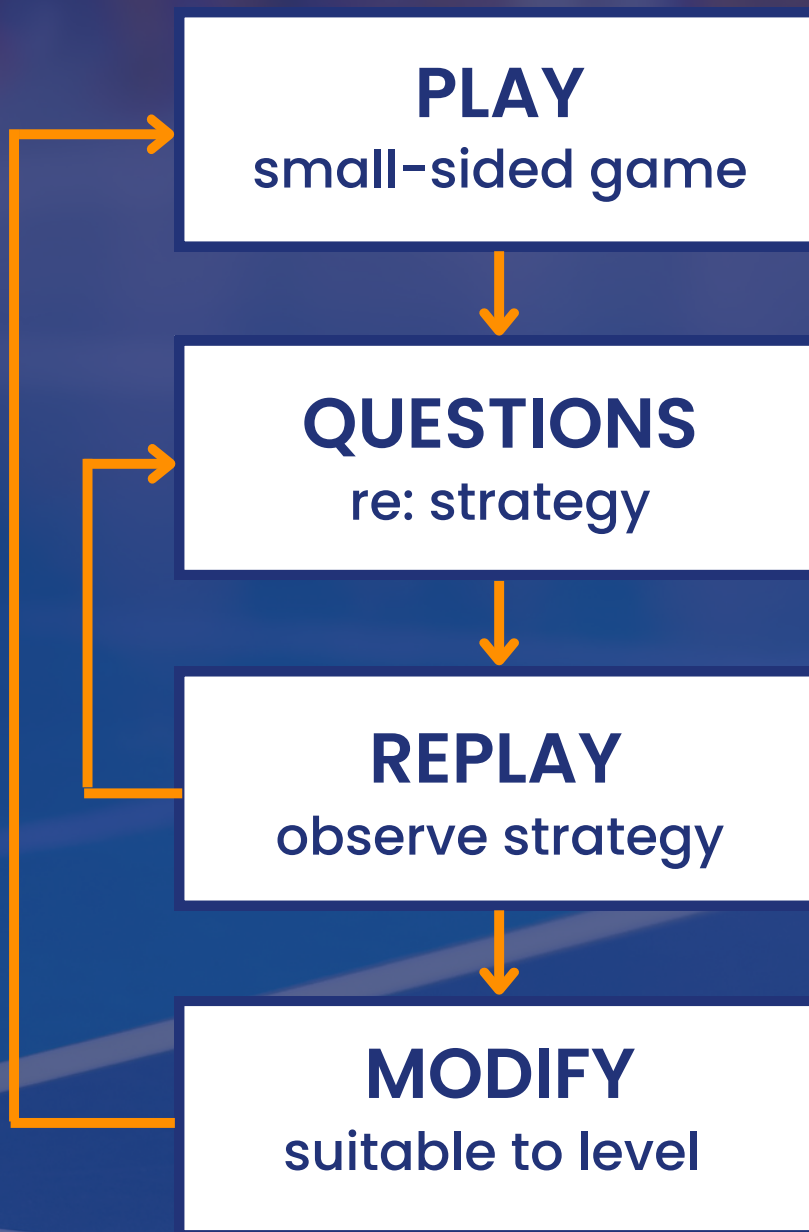 PLAY
small-sided game
QUESTIONS
re: strategy
REPLAY
observe strategy
MODIFY
suitable to level